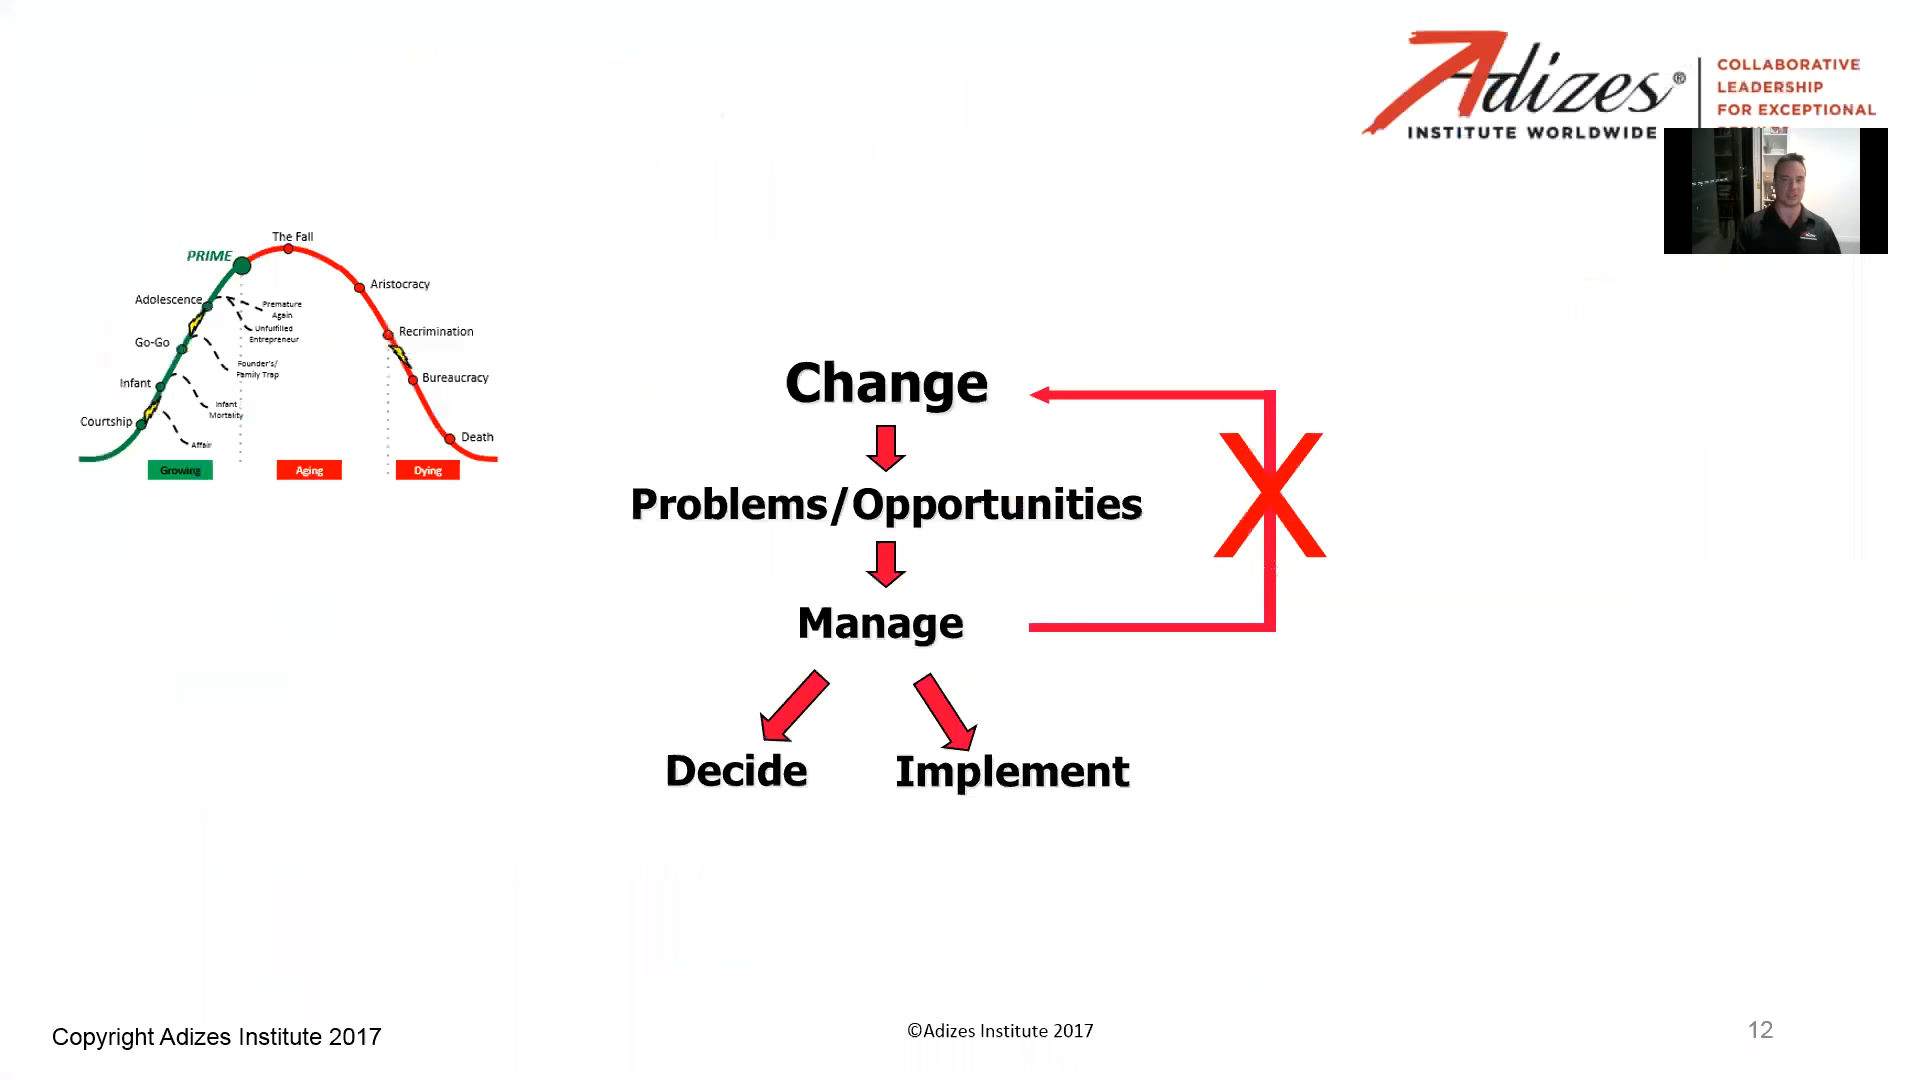 Adizes®
INSTITUTE WORLDWIDE
COLLABORATIVE
LEADERSHIP
FOR EXCEPTIONAL
The Fall
PRIME
Aristocracy
Adolescence
Premature
Again
Unfulfilled
Entrepreneur
Recrimination
Go-Go
Founder's/
Family Trap
Bureaucracy
Infant
Infant
Mortality
Courtship
Affair
Death
Growing
Aging
Dying
Change
Problems/Opportunities
Manage
Decide
Implement
Copyright Adizes Institute 2017
©Adizes Institute 2017
12